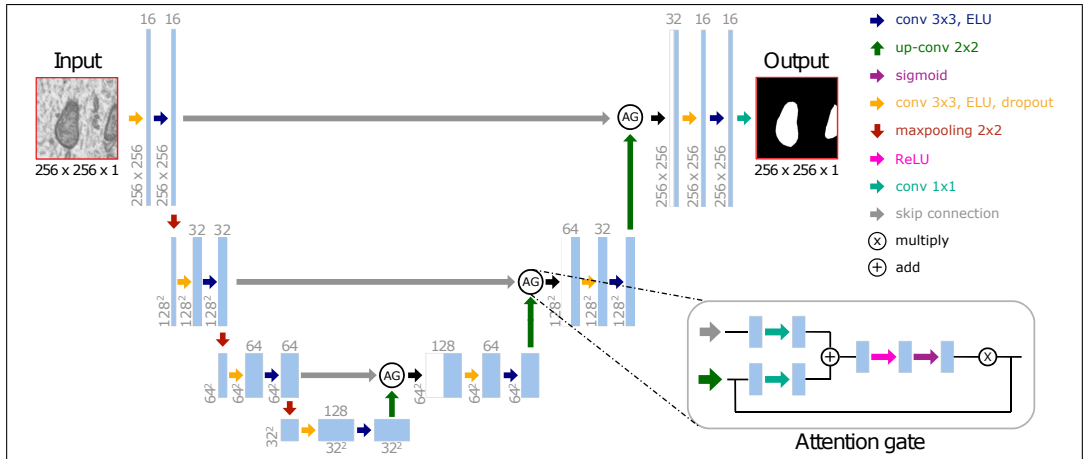 Input
256 x 256 x 1
16
16
256 x 256
256 x 256
AG
32
16
16
256 x 256
256 x 256
256 x 256
Output
256 x 256 x 1
32
32
128²
128²
128²
AG
64
32
128²
128²
128²
64
64
64²
64²
64²
AG
128
64
64²
64²
64²
128
32²
32²
32²
conv 3x3, ELU
up-conv 2x2
sigmoid
conv 3x3, ELU, dropout
maxpooling 2x2
ReLU
conv 1x1
skip connection
x multiply
+ add
+
x
Attention gate